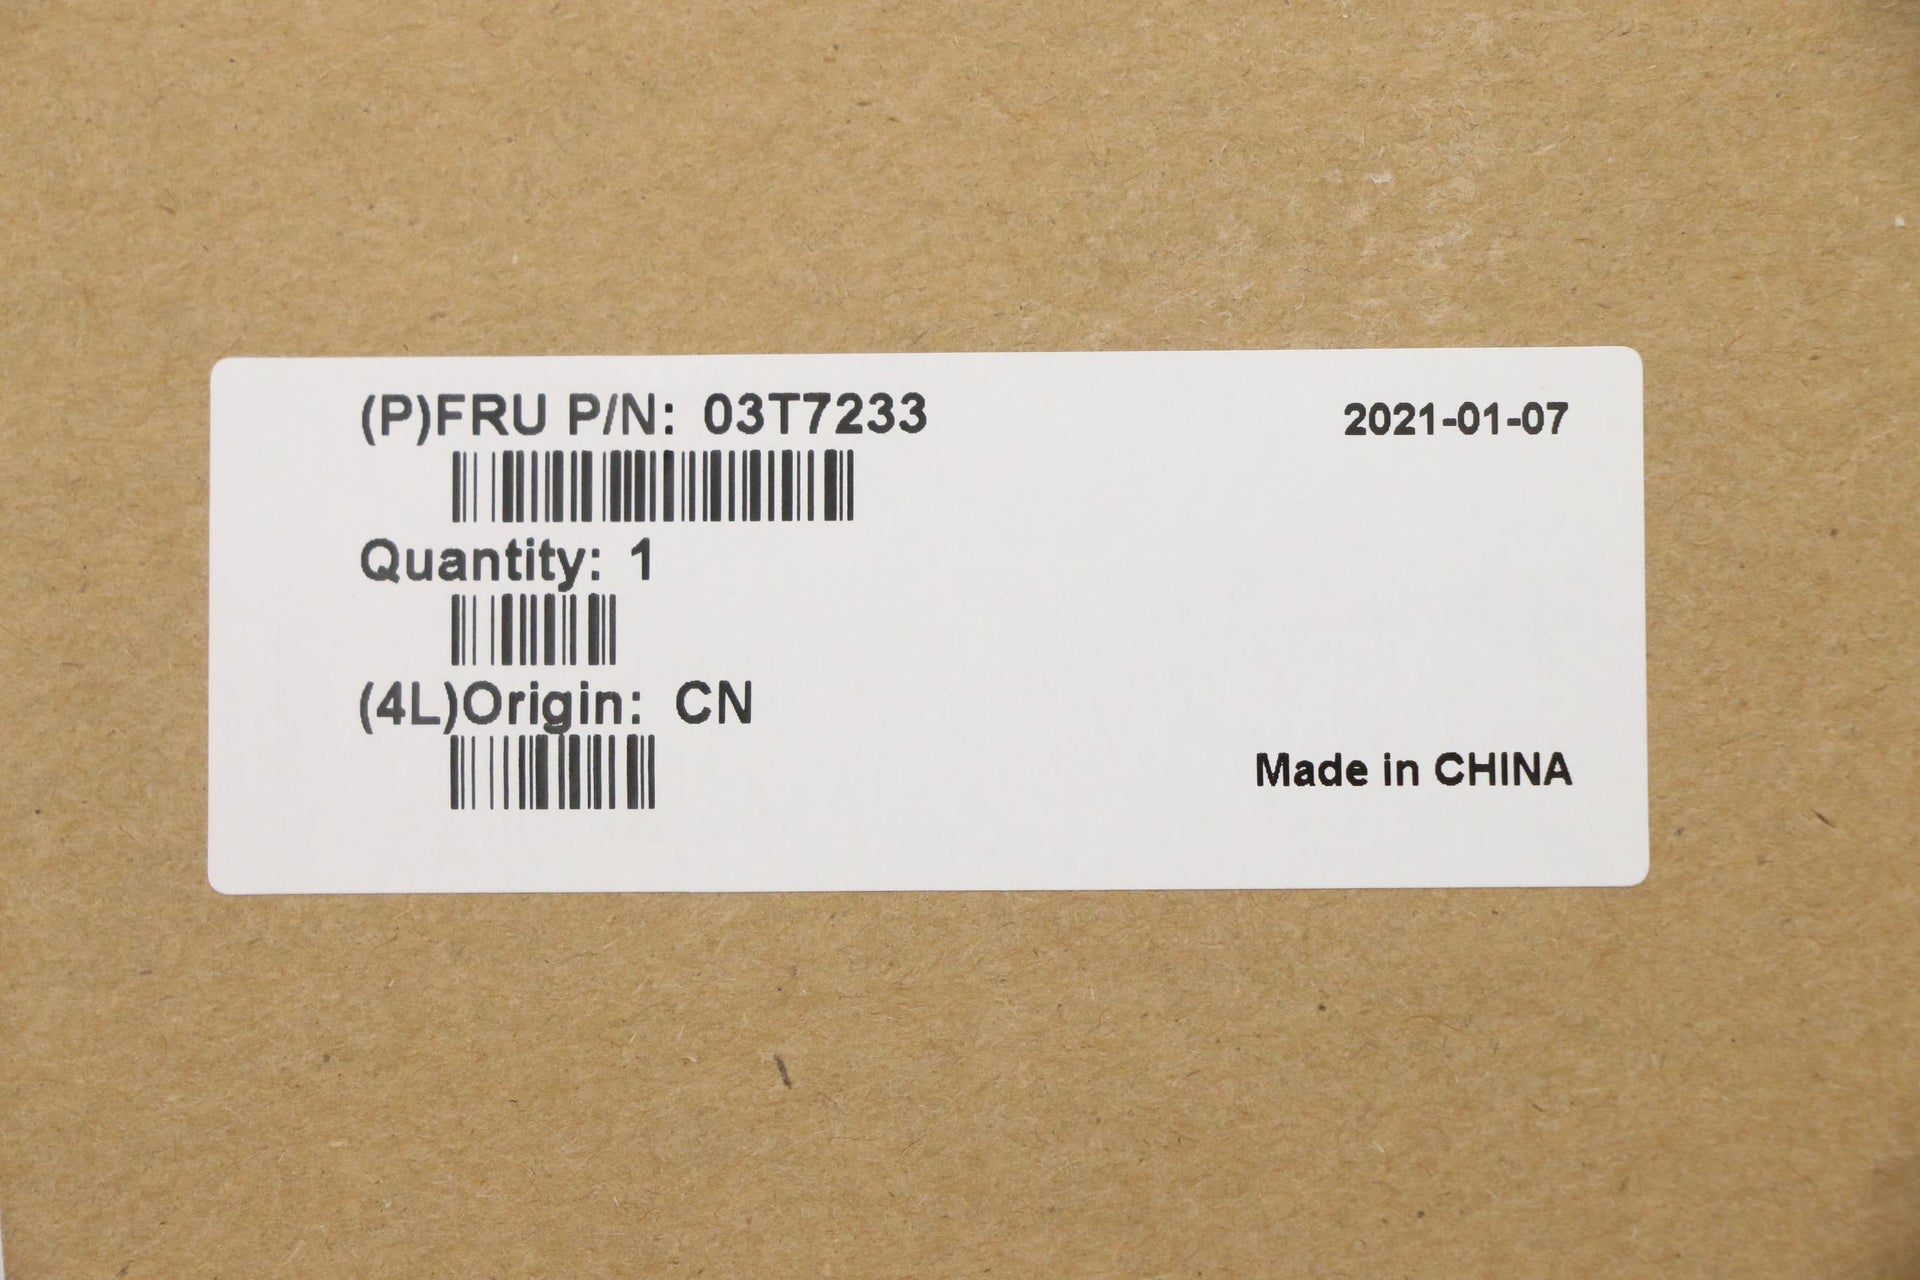 (P)FRU P/N: 03T7233
2021-01-07
Quantity: 1
(4L)Origin: CN
Made in CHINA